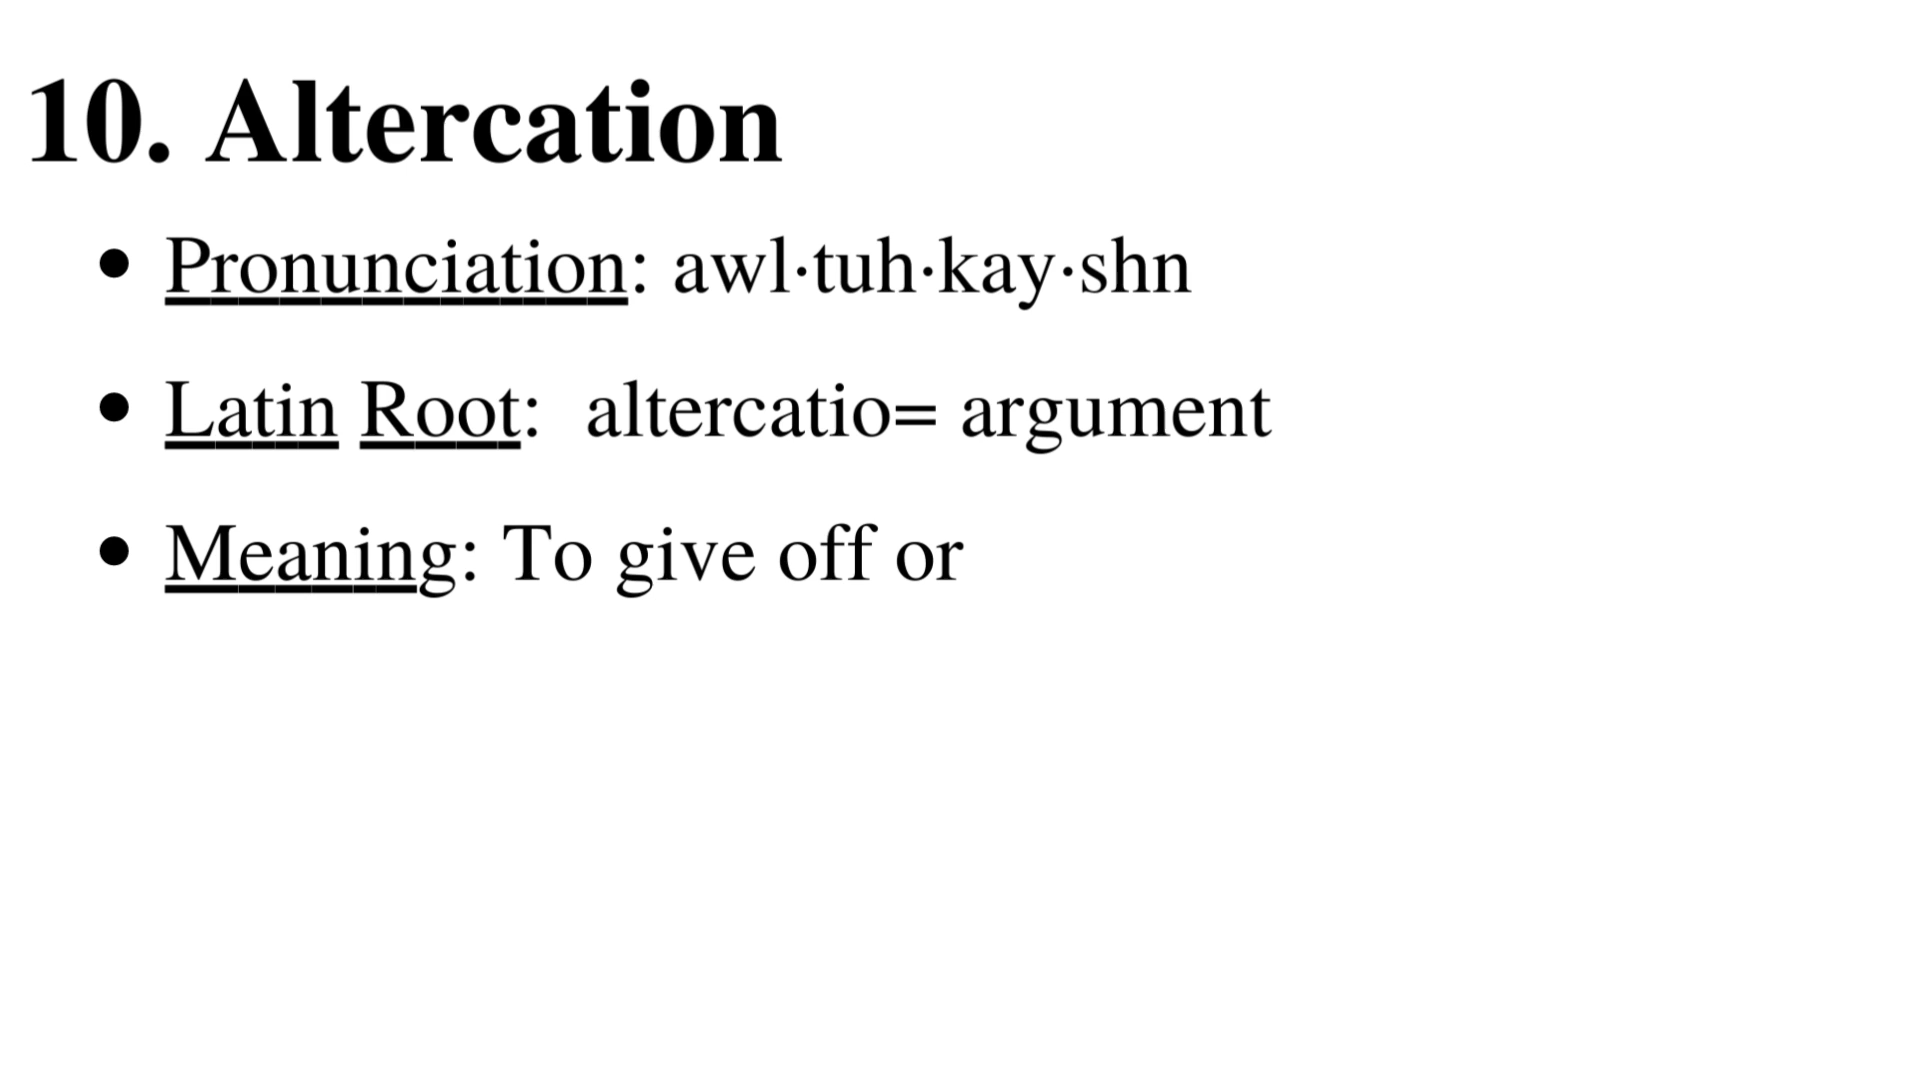 10. Altercation
• Pronunciation: awl·tuh·kay·shn
• Latin Root:  altercatio= argument
• Meaning: To give off or